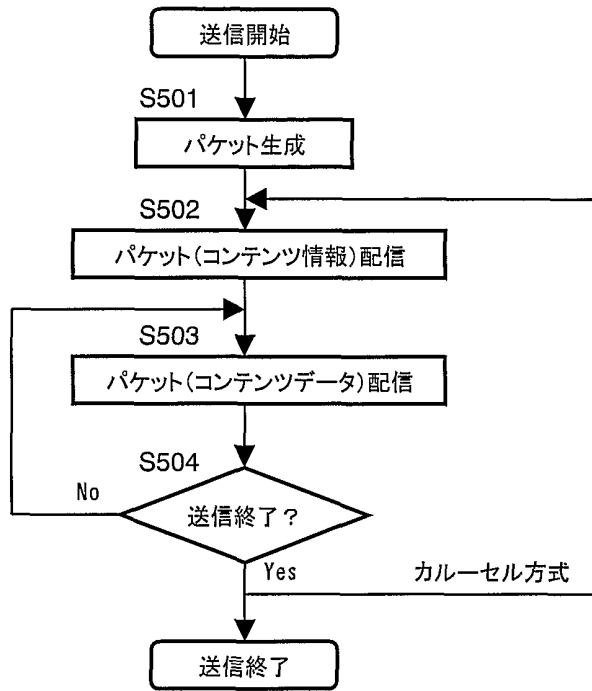 送信開始
S501
パケット生成
S502
パケット(コンテンツ情報)配信
S503
パケット(コンテンツデータ)配信
S504
No
送信終了?
Yes
カルーセル方式
送信終了